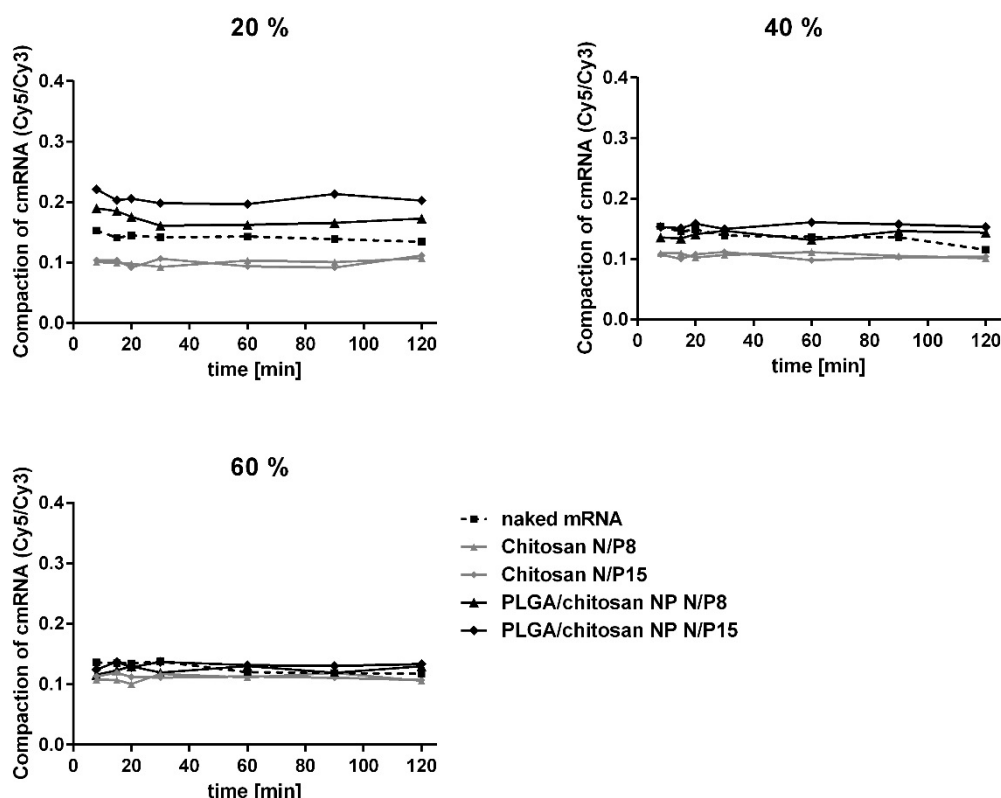 20 %
Compaction of cmRNA (Cy5/Cy3)
0.4
0.3
0.2
0.1
0.0
0 20 40 60 80 100 120
time [min]
40 %
Compaction of cmRNA (Cy5/Cy3)
0.4
0.3
0.2
0.1
0.0
0 20 40 60 80 100 120
time [min]
60 %
Compaction of cmRNA (Cy5/Cy3)
0.4
0.3
0.2
0.1
0.0
0 20 40 60 80 100 120
time [min]
naked mRNA
Chitosan N/P8
Chitosan N/P15
PLGA/chitosan NP N/P8
PLGA/chitosan NP N/P15